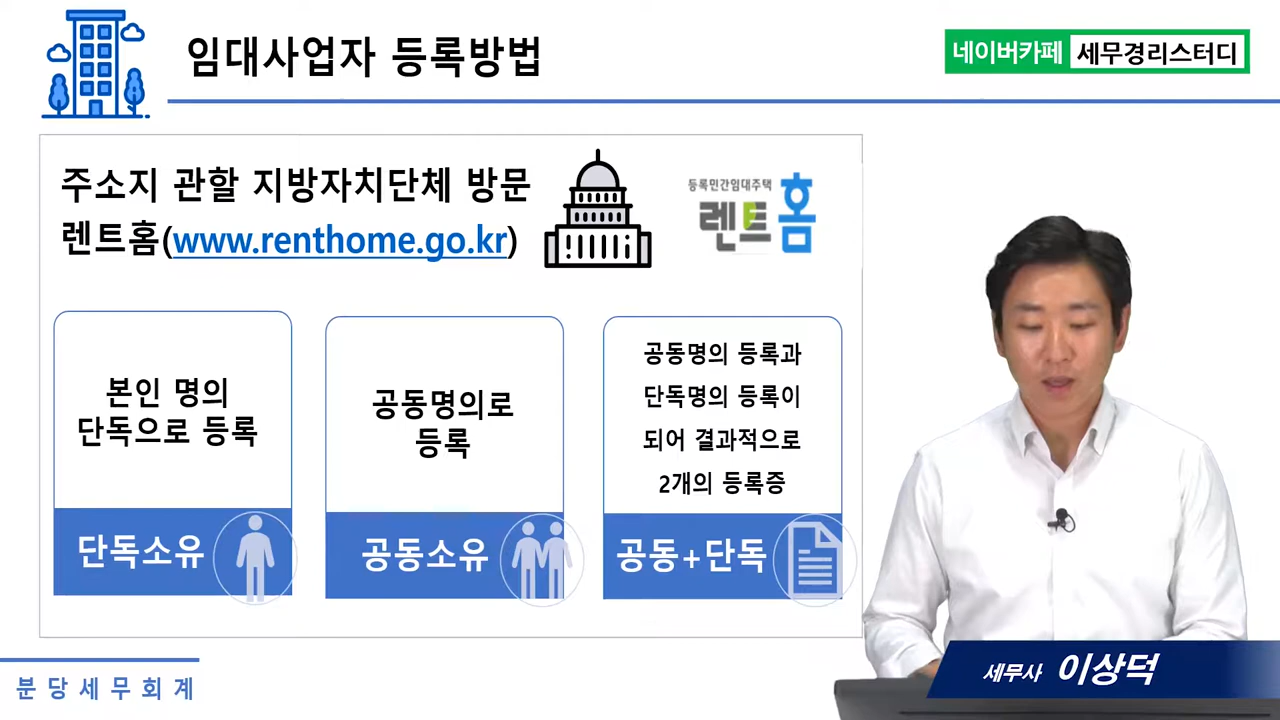 임대사업자 등록방법
네이버카페 세무경리스터디
주소지 관할 지방자치단체 방문
렌트홈(www.renthome.go.kr)
등록민간임대주택
렌트홈
본인 명의
단독으로 등록
단독소유
공동명의로
등록
공동소유
공동명의 등록과
단독명의 등록이
되어 결과적으로
2개의 등록증
공동+단독
분당세무회계
세무사 이상덕